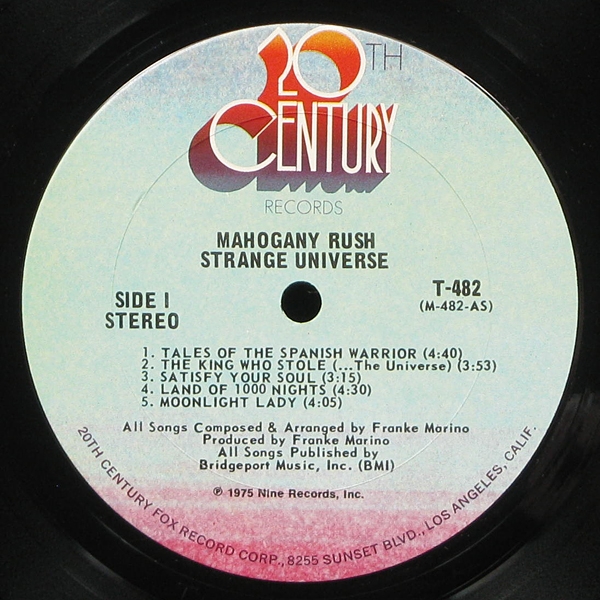 20TH
CENTURY
RECORDS
MAHOGANY RUSH
STRANGE UNIVERSE
SIDE I
STEREO
T-482
(M-482-AS)
1. TALES OF THE SPANISH WARRIOR (4:40)
2. THE KING WHO STOLE (...The Universe) (3:53)
3. SATISFY YOUR SOUL (3:15)
4. LAND OF 1000 NIGHTS (4:30)
5. MOONLIGHT LADY (4:05)
All Songs Composed & Arranged by Franke Marino
Produced by Franke Marino
All Songs Published by
Bridgeport Music, Inc. (BMI)
℗ 1975 Nine Records, Inc.
20TH CENTURY FOX RECORD CORP., 8255 SUNSET BLVD., LOS ANGELES, CALIF.